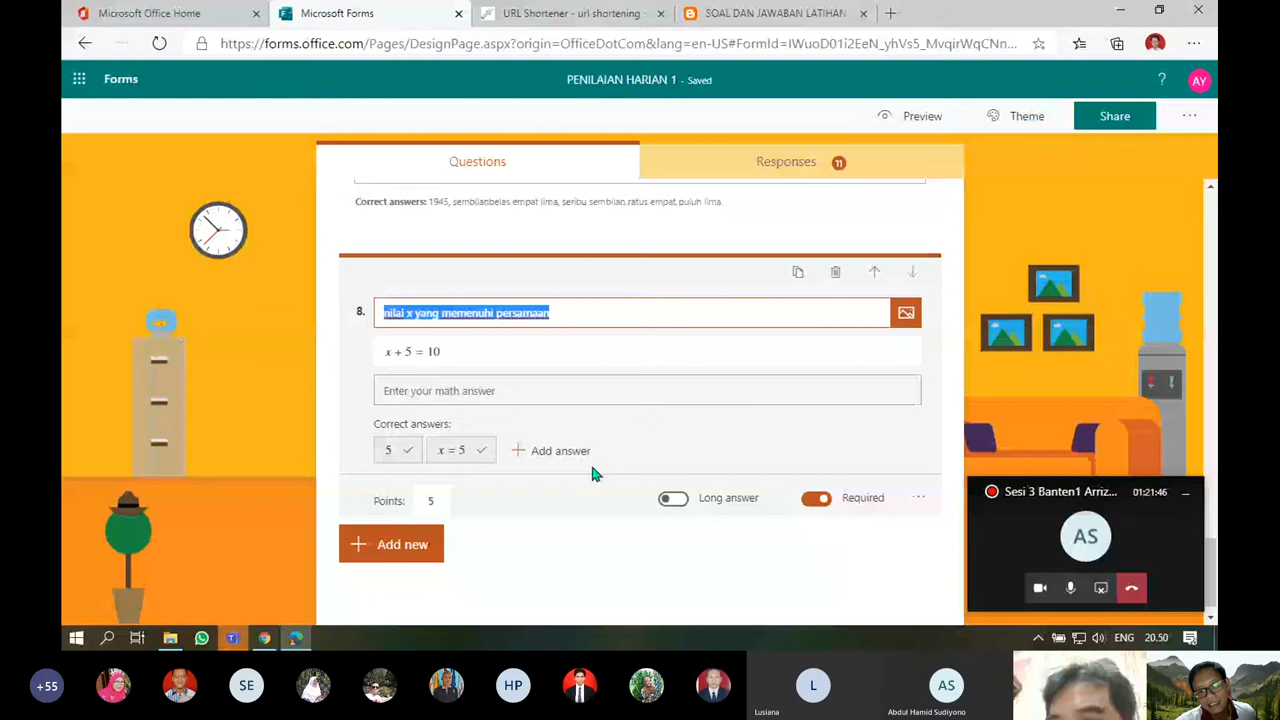 Microsoft Office Home
Microsoft Forms
URL Shortener - url shartening -
SOAL DAN JAWABAN LATIHAN
https://forms.office.com/Pages/DesignPage.aspx?origin=OfficeDotCom&lang=en-US#FormId=IWuoD01i2EeN_yhVs5_MvqirWqCNn...
Forms
PENILAIAN HARIAN 1 - Saved
?
AY
Preview
Theme
Share
Questions
Responses
11
Correct answers: 1945, sembilanbelas empat lima, seribu sembilan ratus empat puluh lima.
8.
nilai x yang memenuhi persamaan
x + 5 = 10
Enter your math answer
Correct answers:
5
x = 5
Add answer
Points: 5
Long answer
Required
Add new
Sesi 3 Banten1 Arriz...
01:21:46
AS
ENG
20.50
+55
SE
HP
L
AS
Lusiana
Abdul Hamid Sudiyono